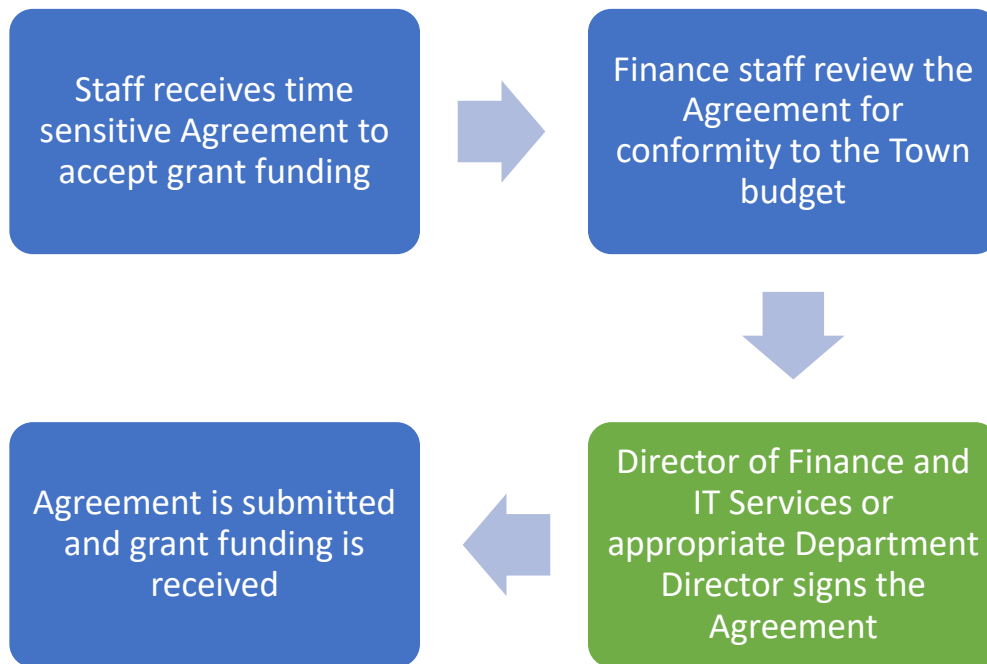 Staff receives time
sensitive Agreement to
accept grant funding
Finance staff review the
Agreement for
conformity to the Town
budget
Director of Finance and
IT Services or
appropriate Department
Director signs the
Agreement
Agreement is submitted
and grant funding is
received